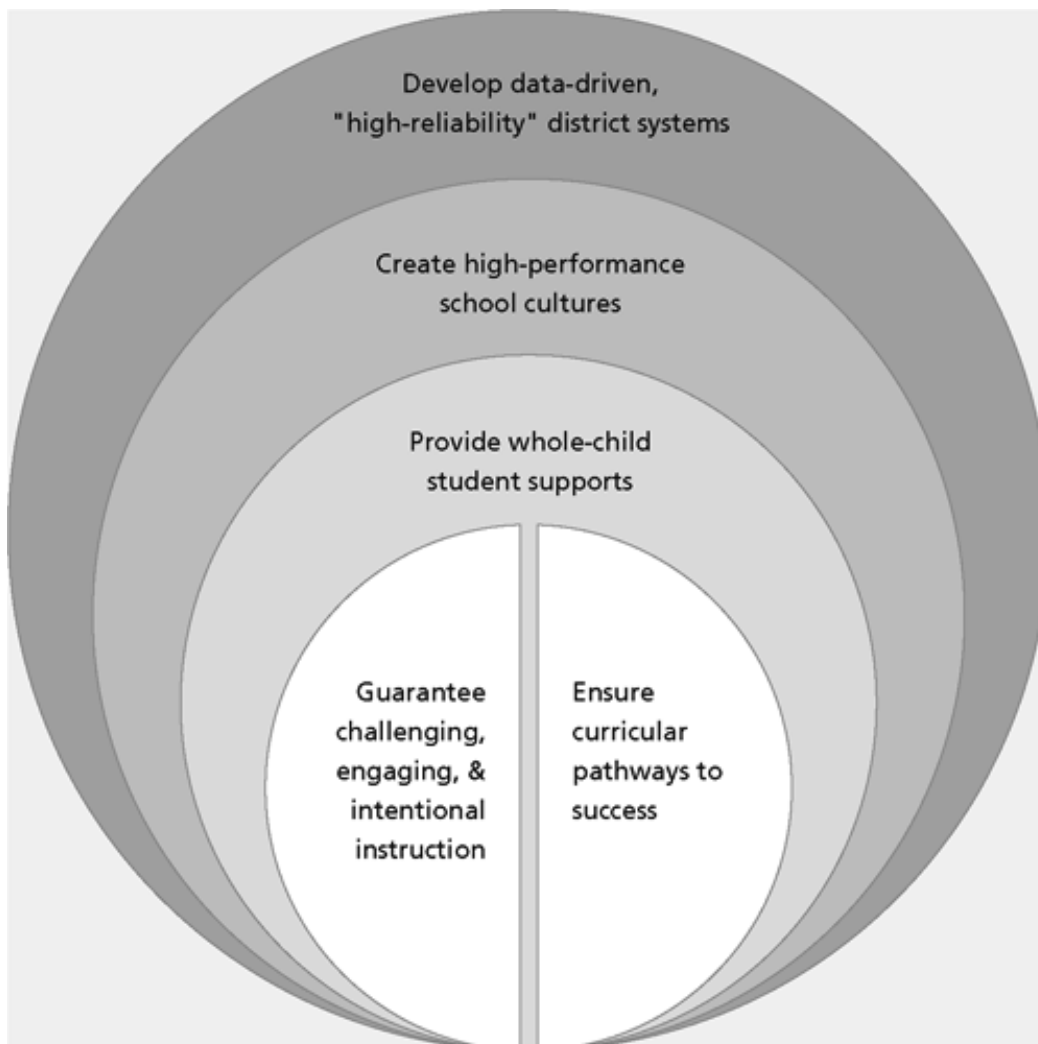 Develop data-driven,
"high-reliability" district systems
Create high-performance
school cultures
Provide whole-child
student supports
Guarantee
challenging,
engaging, &
intentional
instruction
Ensure
curricular
pathways to
success